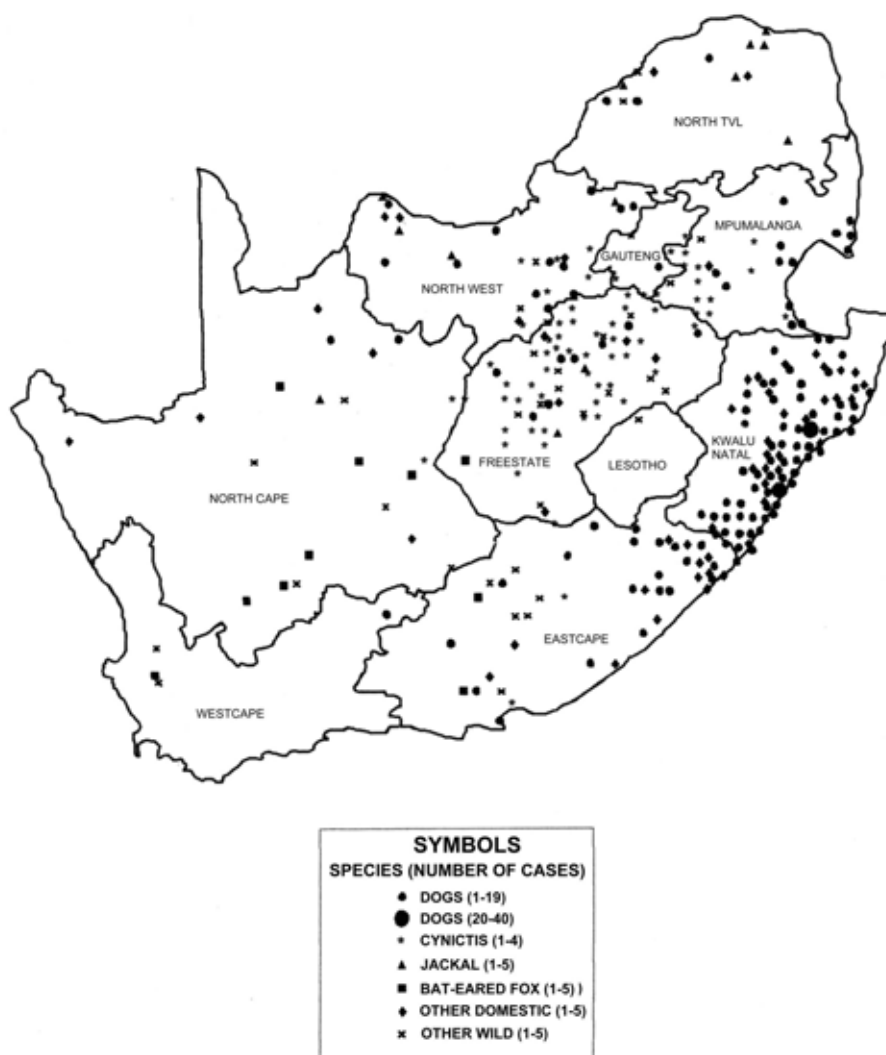 NORTH TVL
MPUMALANGA
GAUTENG
NORTH WEST
KWALU
NATAL
FREESTATE
LESOTHO
NORTH CAPE
EASTCAPE
WESTCAPE
SYMBOLS
SPECIES (NUMBER OF CASES)
DOGS (1-19)
DOGS (20-40)
CYNICTIS (1-4)
JACKAL (1-5)
BAT-EARED FOX (1-5) )
OTHER DOMESTIC (1-5)
OTHER WILD (1-5)